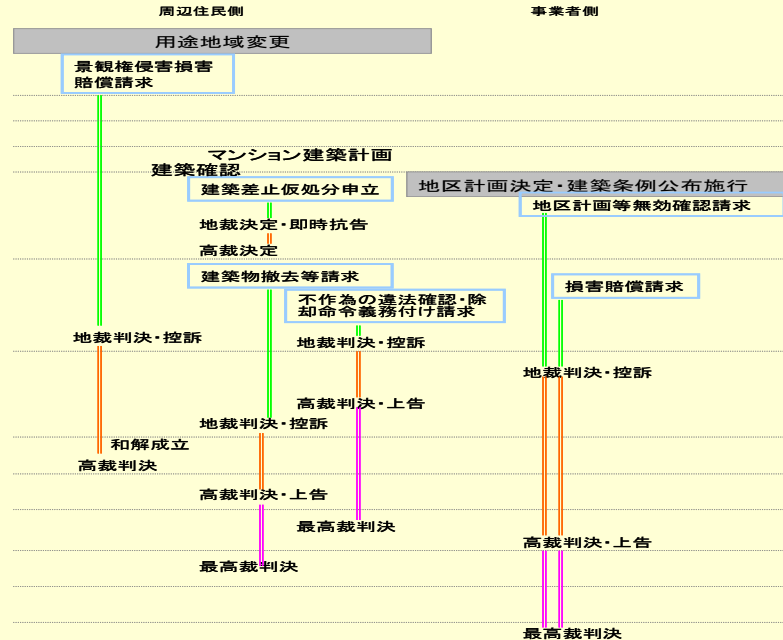 周辺住民側
事業者側
用途地域変更
景観権侵害損害
賠償請求
マンション建築計画
建築確認
建築差止仮処分申立
地区計画決定・建築条例公布施行
地区計画等無効確認請求
地裁決定・即時抗告
高裁決定
建築物撤去等請求
損害賠償請求
不作為の違法確認・除
却命令義務付け請求
地裁判決・控訴
地裁判決・控訴
地裁判決・控訴
高裁判決・上告
地裁判決・控訴
和解成立
高裁判決
高裁判決・上告
最高裁判決
高裁判決・上告
最高裁判決
最高裁判決